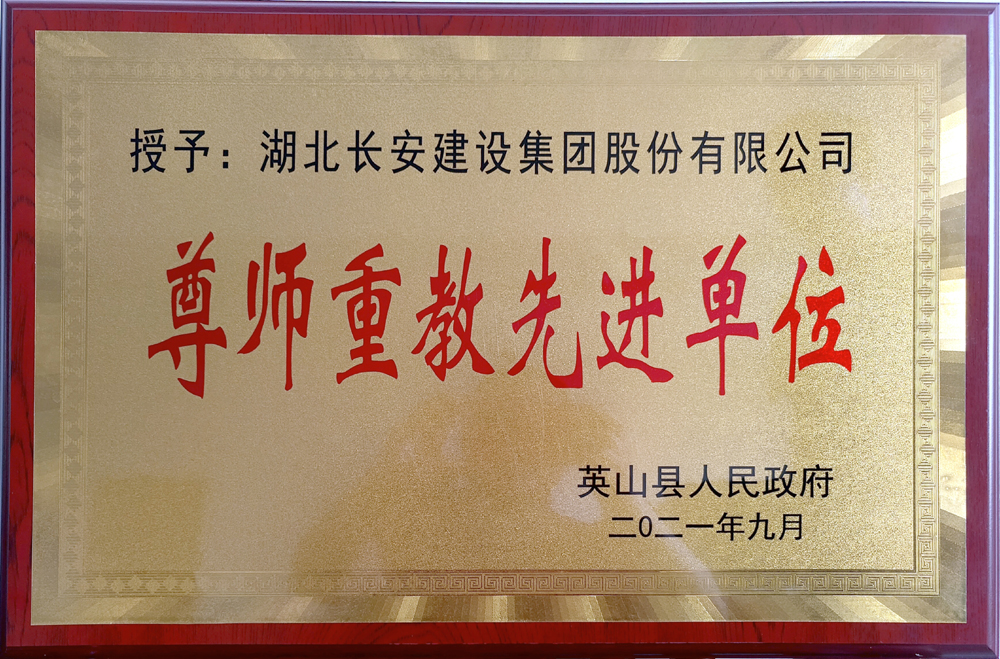 授予：湖北长安建设集团股份有限公司
尊师重教先进单位
英山县人民政府
二0二一年九月